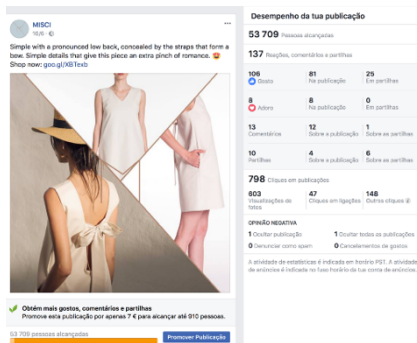 MISCI
18/6 ·
Simple with a pronounced low back, concealed by the straps that form a
bow. Simple details that give this piece an extra pinch of romance. 😍
Shop now: goo.gl/XBTexb
Obtém mais gostos, comentários e partilhas
Promove esta publicação por apenas 7 € para alcançar até 910 pessoas.
53 709 pessoas alcançadas
Promover Publicação
Desempenho da tua publicação
53 709 Pessoas alcançadas
137 Reações, comentários e partilhas
106 81 25
Gosto Na publicação Em partilhas
8 8 0
Adoro Na publicação Em partilhas
13 12 1
Comentários Sobre a publicação Sobre as partilhas
10 4 6
Partilhas Sobre a publicação Sobre as partilhas
798 Cliques em publicações
603 47 148
Visualizações de Cliques em ligações Outros cliques
fotos
OPINIÃO NEGATIVA
1 Ocultar publicação 1 Ocultar todas as publicações
0 Denunciar como spam 0 Cancelamentos de gostos
A atividade de estatísticas é indicada em horário PST. A atividade
de anúncios é indicada no fuso horário da tua conta de anúncios.